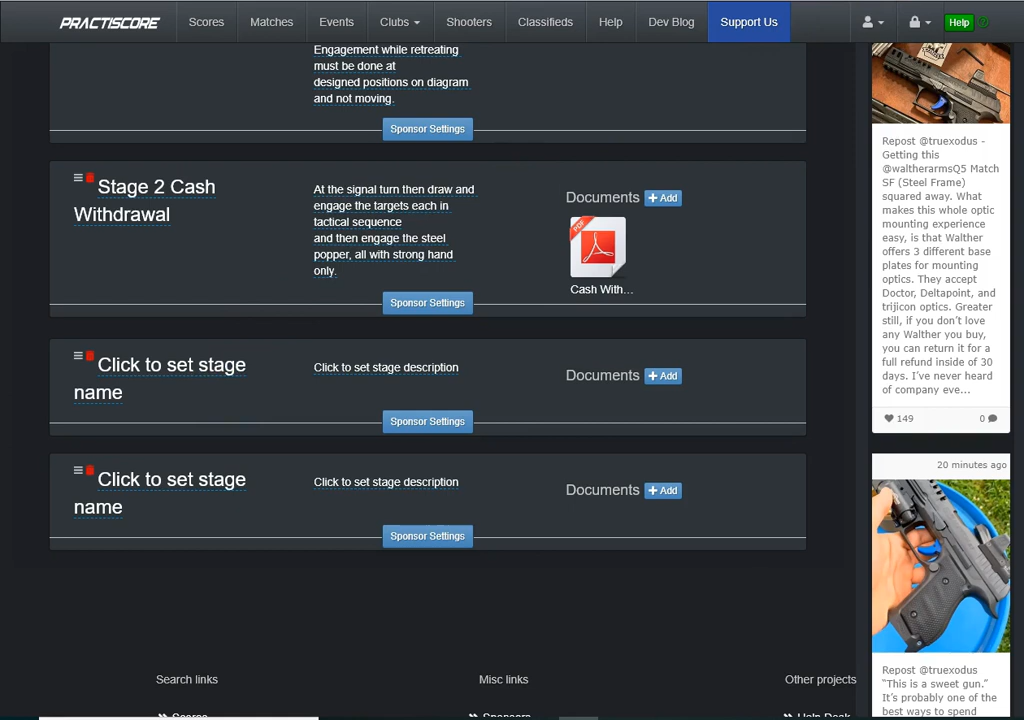 PRACTISCORE
Scores
Matches
Events
Clubs
Shooters
Classifieds
Help
Dev Blog
Support Us
Help
Engagement while retreating
must be done at
designed positions on diagram
and not moving.
Sponsor Settings
Stage 2 Cash
Withdrawal
At the signal turn then draw and
engage the targets each in
tactical sequence
and then engage the steel
popper, all with strong hand
only.
Documents
+ Add
PDF
Cash With...
Sponsor Settings
Click to set stage
name
Click to set stage description
Documents
+ Add
Sponsor Settings
Click to set stage
name
Click to set stage description
Documents
+ Add
Sponsor Settings
Repost @truexodus -
Getting this
@waltherarmsQ5 Match
SF (Steel Frame)
squared away. What
makes this whole optic
mounting experience
easy, is that Walther
offers 3 different base
plates for mounting
optics. They accept
Doctor, Deltapoint, and
trijicon optics. Greater
still, if you don’t love
any Walther you buy,
you can return it for a
full refund inside of 30
days. I’ve never heard
of company eve...
149
0
20 minutes ago
Repost @truexodus
“This is a sweet gun.”
It’s probably one of the
best ways to spend
Search links
Misc links
Other projects
Scores
Sponsors
Help Desk